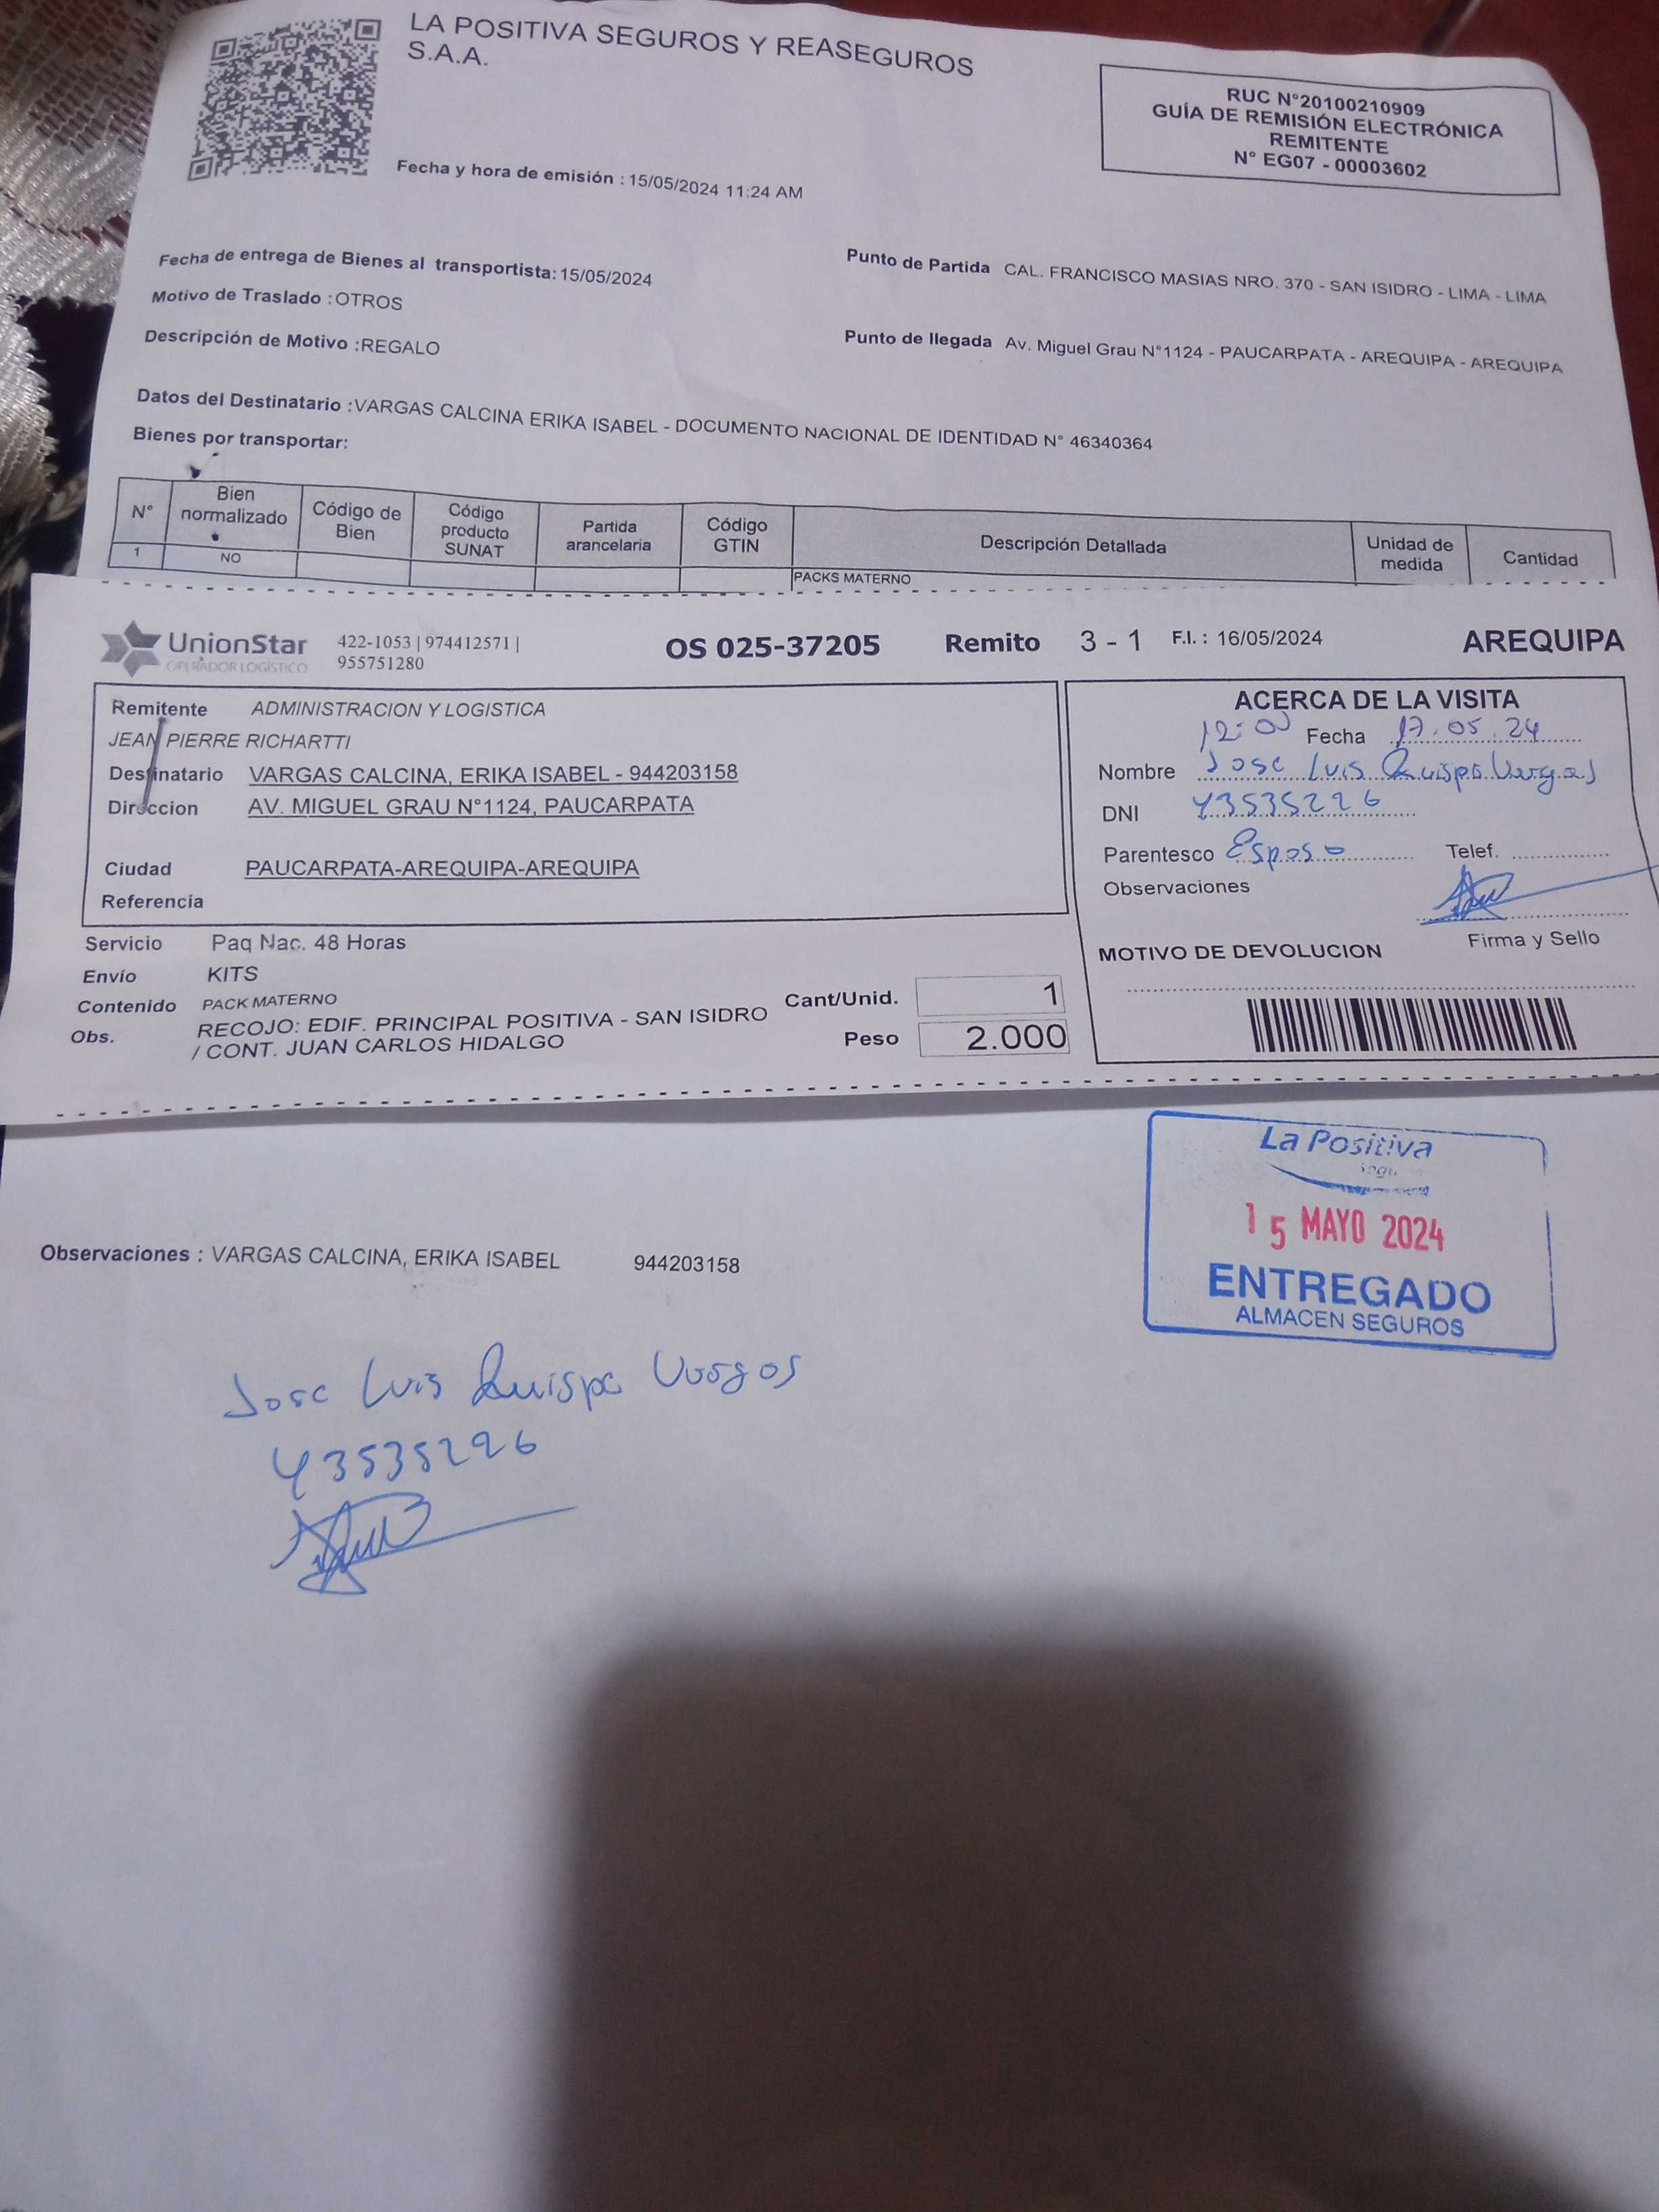 LA POSITIVA SEGUROS Y REASEGUROS
S.A.A.
RUC N°20100210909
GUÍA DE REMISIÓN ELECTRÓNICA
REMITENTE
N° EG07 - 00003602
Fecha y hora de emisión : 15/05/2024 11:24 AM
Fecha de entrega de Bienes al transportista: 15/05/2024
Punto de Partida CAL. FRANCISCO MASIAS NRO. 370 - SAN ISIDRO - LIMA - LIMA
Motivo de Traslado : OTROS
Descripción de Motivo : REGALO
Punto de llegada Av. Miguel Grau N°1124 - PAUCARPATA - AREQUIPA - AREQUIPA
Datos del Destinatario : VARGAS CALCINA ERIKA ISABEL - DOCUMENTO NACIONAL DE IDENTIDAD N° 46340364
Bienes por transportar:
N° Bien normalizado Código de Bien Código producto SUNAT Partida arancelaria Código GTIN Descripción Detallada Unidad de medida Cantidad
1 NO PACKS MATERNO
UnionStar 422-1053 | 974412571 | OS 025-37205 Remito 3 - 1 F.I. : 16/05/2024 AREQUIPA
OPERADOR LOGÍSTICO 955751280
Remitente ADMINISTRACION Y LOGISTICA
JEAN PIERRE RICHARTTI
Destinatario VARGAS CALCINA, ERIKA ISABEL - 944203158
Direccion AV. MIGUEL GRAU N°1124, PAUCARPATA
Ciudad PAUCARPATA-AREQUIPA-AREQUIPA
Referencia
Servicio Paq Nac. 48 Horas
Envío KITS
Contenido PACK MATERNO
Obs. RECOJO: EDIF. PRINCIPAL POSITIVA - SAN ISIDRO
/ CONT. JUAN CARLOS HIDALGO
Cant/Unid. 1
Peso 2.000
ACERCA DE LA VISITA
12:00 Fecha 17.05.24
Nombre Jose Luis Quispe Vargas
DNI 43535296
Parentesco Esposo Telef.
Observaciones
Firma y Sello
MOTIVO DE DEVOLUCION
La Positiva
15 MAYO 2024
ENTREGADO
ALMACEN SEGUROS
Observaciones : VARGAS CALCINA, ERIKA ISABEL 944203158
Jose Luis Quispe Vargas
43535296